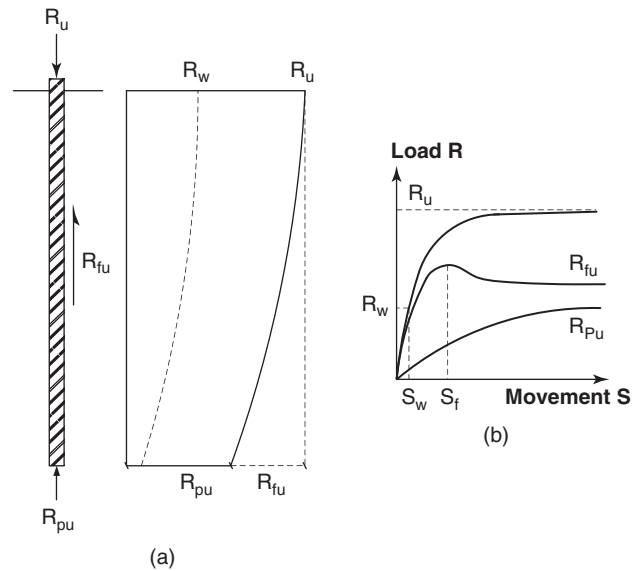 R_u
R_w
R_u
R_fu
R_pu
R_fu
R_pu
(a)
Load R
R_u
R_fu
R_w
R_Pu
S_w
S_f
Movement S
(b)